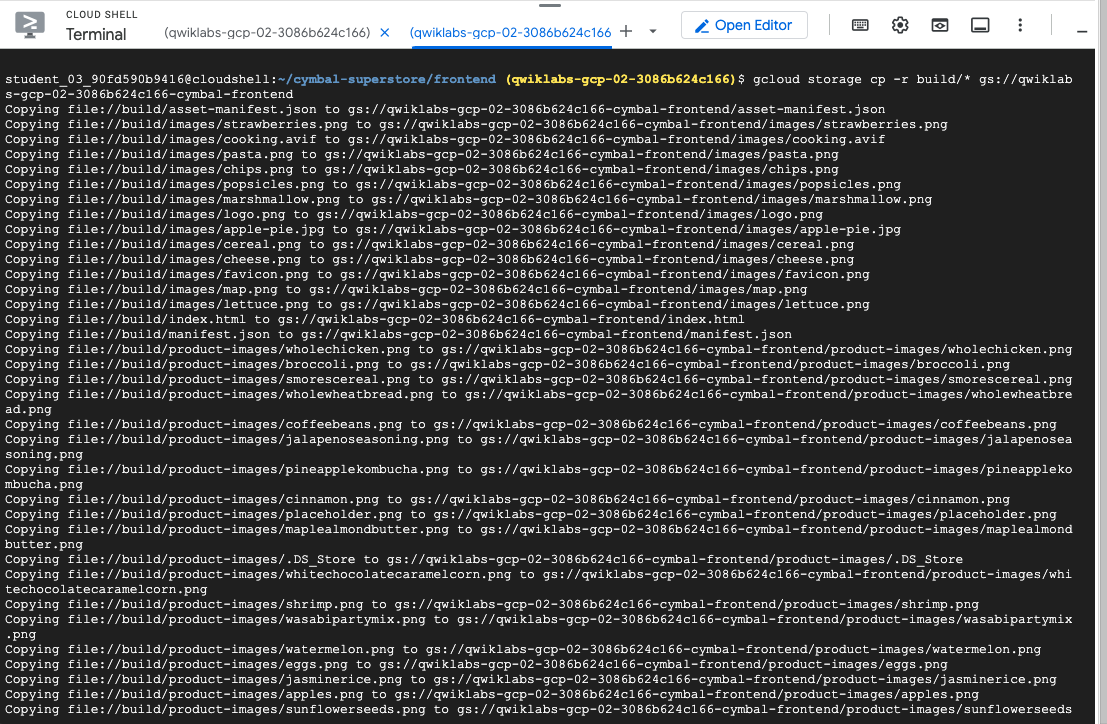 CLOUD SHELL
Terminal
(qwiklabs-gcp-02-3086b624c166) ×
(qwiklabs-gcp-02-3086b624c166
+
Open Editor
student_03_90fd590b9416@cloudshell:~/cymbal-superstore/frontend (qwiklabs-gcp-02-3086b624c166)$ gcloud storage cp -r build/* gs://qwiklab
s-gcp-02-3086b624c166-cymbal-frontend
Copying file://build/asset-manifest.json to gs://qwiklabs-gcp-02-3086b624c166-cymbal-frontend/asset-manifest.json
Copying file://build/images/strawberries.png to gs://qwiklabs-gcp-02-3086b624c166-cymbal-frontend/images/strawberries.png
Copying file://build/images/cooking.avif to gs://qwiklabs-gcp-02-3086b624c166-cymbal-frontend/images/cooking.avif
Copying file://build/images/pasta.png to gs://qwiklabs-gcp-02-3086b624c166-cymbal-frontend/images/pasta.png
Copying file://build/images/chips.png to gs://qwiklabs-gcp-02-3086b624c166-cymbal-frontend/images/chips.png
Copying file://build/images/popsicles.png to gs://qwiklabs-gcp-02-3086b624c166-cymbal-frontend/images/popsicles.png
Copying file://build/images/marshmallow.png to gs://qwiklabs-gcp-02-3086b624c166-cymbal-frontend/images/marshmallow.png
Copying file://build/images/logo.png to gs://qwiklabs-gcp-02-3086b624c166-cymbal-frontend/images/logo.png
Copying file://build/images/apple-pie.jpg to gs://qwiklabs-gcp-02-3086b624c166-cymbal-frontend/images/apple-pie.jpg
Copying file://build/images/cereal.png to gs://qwiklabs-gcp-02-3086b624c166-cymbal-frontend/images/cereal.png
Copying file://build/images/cheese.png to gs://qwiklabs-gcp-02-3086b624c166-cymbal-frontend/images/cheese.png
Copying file://build/images/favicon.png to gs://qwiklabs-gcp-02-3086b624c166-cymbal-frontend/images/favicon.png
Copying file://build/images/map.png to gs://qwiklabs-gcp-02-3086b624c166-cymbal-frontend/images/map.png
Copying file://build/images/lettuce.png to gs://qwiklabs-gcp-02-3086b624c166-cymbal-frontend/images/lettuce.png
Copying file://build/index.html to gs://qwiklabs-gcp-02-3086b624c166-cymbal-frontend/index.html
Copying file://build/manifest.json to gs://qwiklabs-gcp-02-3086b624c166-cymbal-frontend/manifest.json
Copying file://build/product-images/wholechicken.png to gs://qwiklabs-gcp-02-3086b624c166-cymbal-frontend/product-images/wholechicken.png
Copying file://build/product-images/broccoli.png to gs://qwiklabs-gcp-02-3086b624c166-cymbal-frontend/product-images/broccoli.png
Copying file://build/product-images/smorescereal.png to gs://qwiklabs-gcp-02-3086b624c166-cymbal-frontend/product-images/smorescereal.png
Copying file://build/product-images/wholewheatbread.png to gs://qwiklabs-gcp-02-3086b624c166-cymbal-frontend/product-images/wholewheatbre
ad.png
Copying file://build/product-images/coffeebeans.png to gs://qwiklabs-gcp-02-3086b624c166-cymbal-frontend/product-images/coffeebeans.png
Copying file://build/product-images/jalapenoseasoning.png to gs://qwiklabs-gcp-02-3086b624c166-cymbal-frontend/product-images/jalapenosea
soning.png
Copying file://build/product-images/pineapplekombucha.png to gs://qwiklabs-gcp-02-3086b624c166-cymbal-frontend/product-images/pineappleko
mbucha.png
Copying file://build/product-images/cinnamon.png to gs://qwiklabs-gcp-02-3086b624c166-cymbal-frontend/product-images/cinnamon.png
Copying file://build/product-images/placeholder.png to gs://qwiklabs-gcp-02-3086b624c166-cymbal-frontend/product-images/placeholder.png
Copying file://build/product-images/maplealmondbutter.png to gs://qwiklabs-gcp-02-3086b624c166-cymbal-frontend/product-images/maplealmond
butter.png
Copying file://build/product-images/.DS_Store to gs://qwiklabs-gcp-02-3086b624c166-cymbal-frontend/product-images/.DS_Store
Copying file://build/product-images/whitechocolatecaramelcorn.png to gs://qwiklabs-gcp-02-3086b624c166-cymbal-frontend/product-images/whi
techocolatecaramelcorn.png
Copying file://build/product-images/shrimp.png to gs://qwiklabs-gcp-02-3086b624c166-cymbal-frontend/product-images/shrimp.png
Copying file://build/product-images/wasabipartymix.png to gs://qwiklabs-gcp-02-3086b624c166-cymbal-frontend/product-images/wasabipartymix
.png
Copying file://build/product-images/watermelon.png to gs://qwiklabs-gcp-02-3086b624c166-cymbal-frontend/product-images/watermelon.png
Copying file://build/product-images/eggs.png to gs://qwiklabs-gcp-02-3086b624c166-cymbal-frontend/product-images/eggs.png
Copying file://build/product-images/jasminerice.png to gs://qwiklabs-gcp-02-3086b624c166-cymbal-frontend/product-images/jasminerice.png
Copying file://build/product-images/apples.png to gs://qwiklabs-gcp-02-3086b624c166-cymbal-frontend/product-images/apples.png
Copying file://build/product-images/sunflowerseeds.png to gs://qwiklabs-gcp-02-3086b624c166-cymbal-frontend/product-images/sunflowerseeds